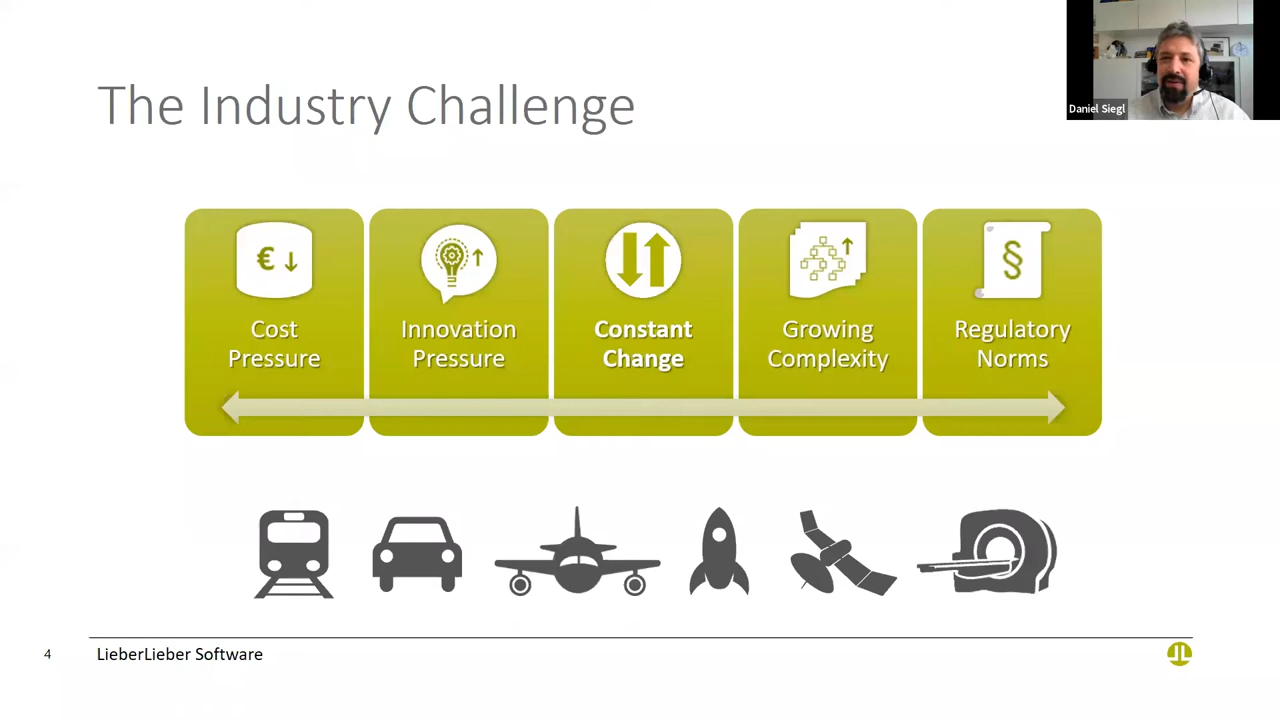 The Industry Challenge
Daniel Siegl
€
§
Cost
Pressure
Innovation
Pressure
Constant
Change
Growing
Complexity
Regulatory
Norms
4
LieberLieber Software